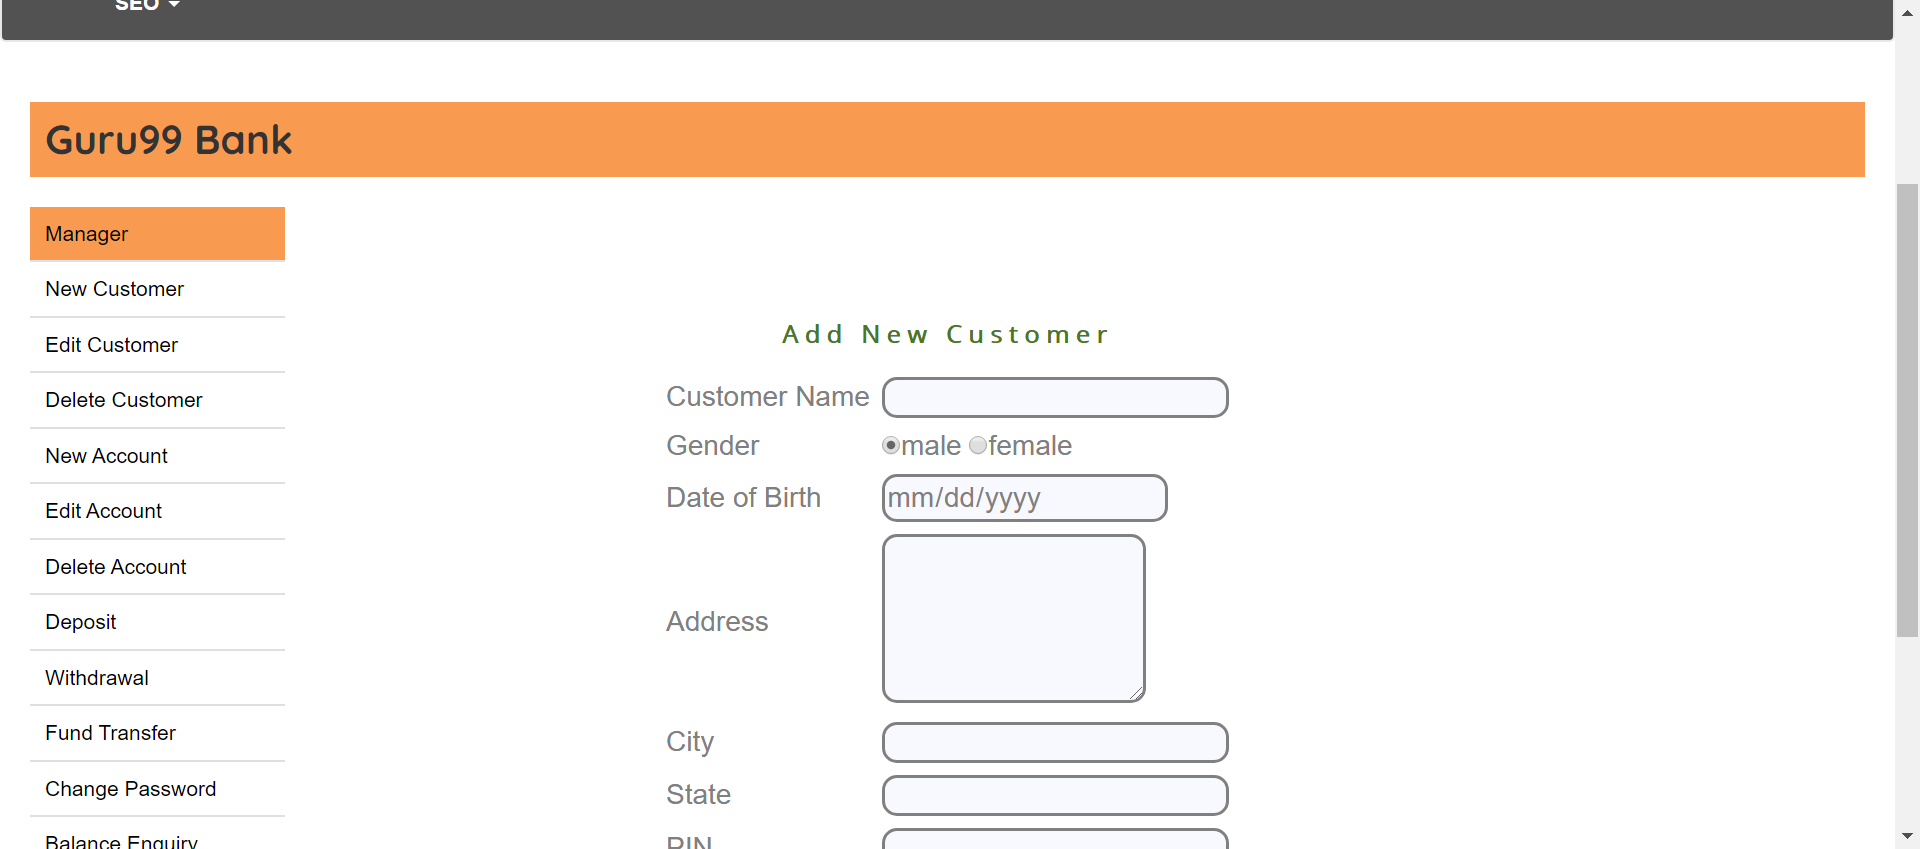 SEO
Guru99 Bank
Manager
New Customer
Edit Customer
Delete Customer
New Account
Edit Account
Delete Account
Deposit
Withdrawal
Fund Transfer
Change Password
Balance Enquiry
Add New Customer
Customer Name
Gender male female
Date of Birth mm/dd/yyyy
Address
City
State
PIN